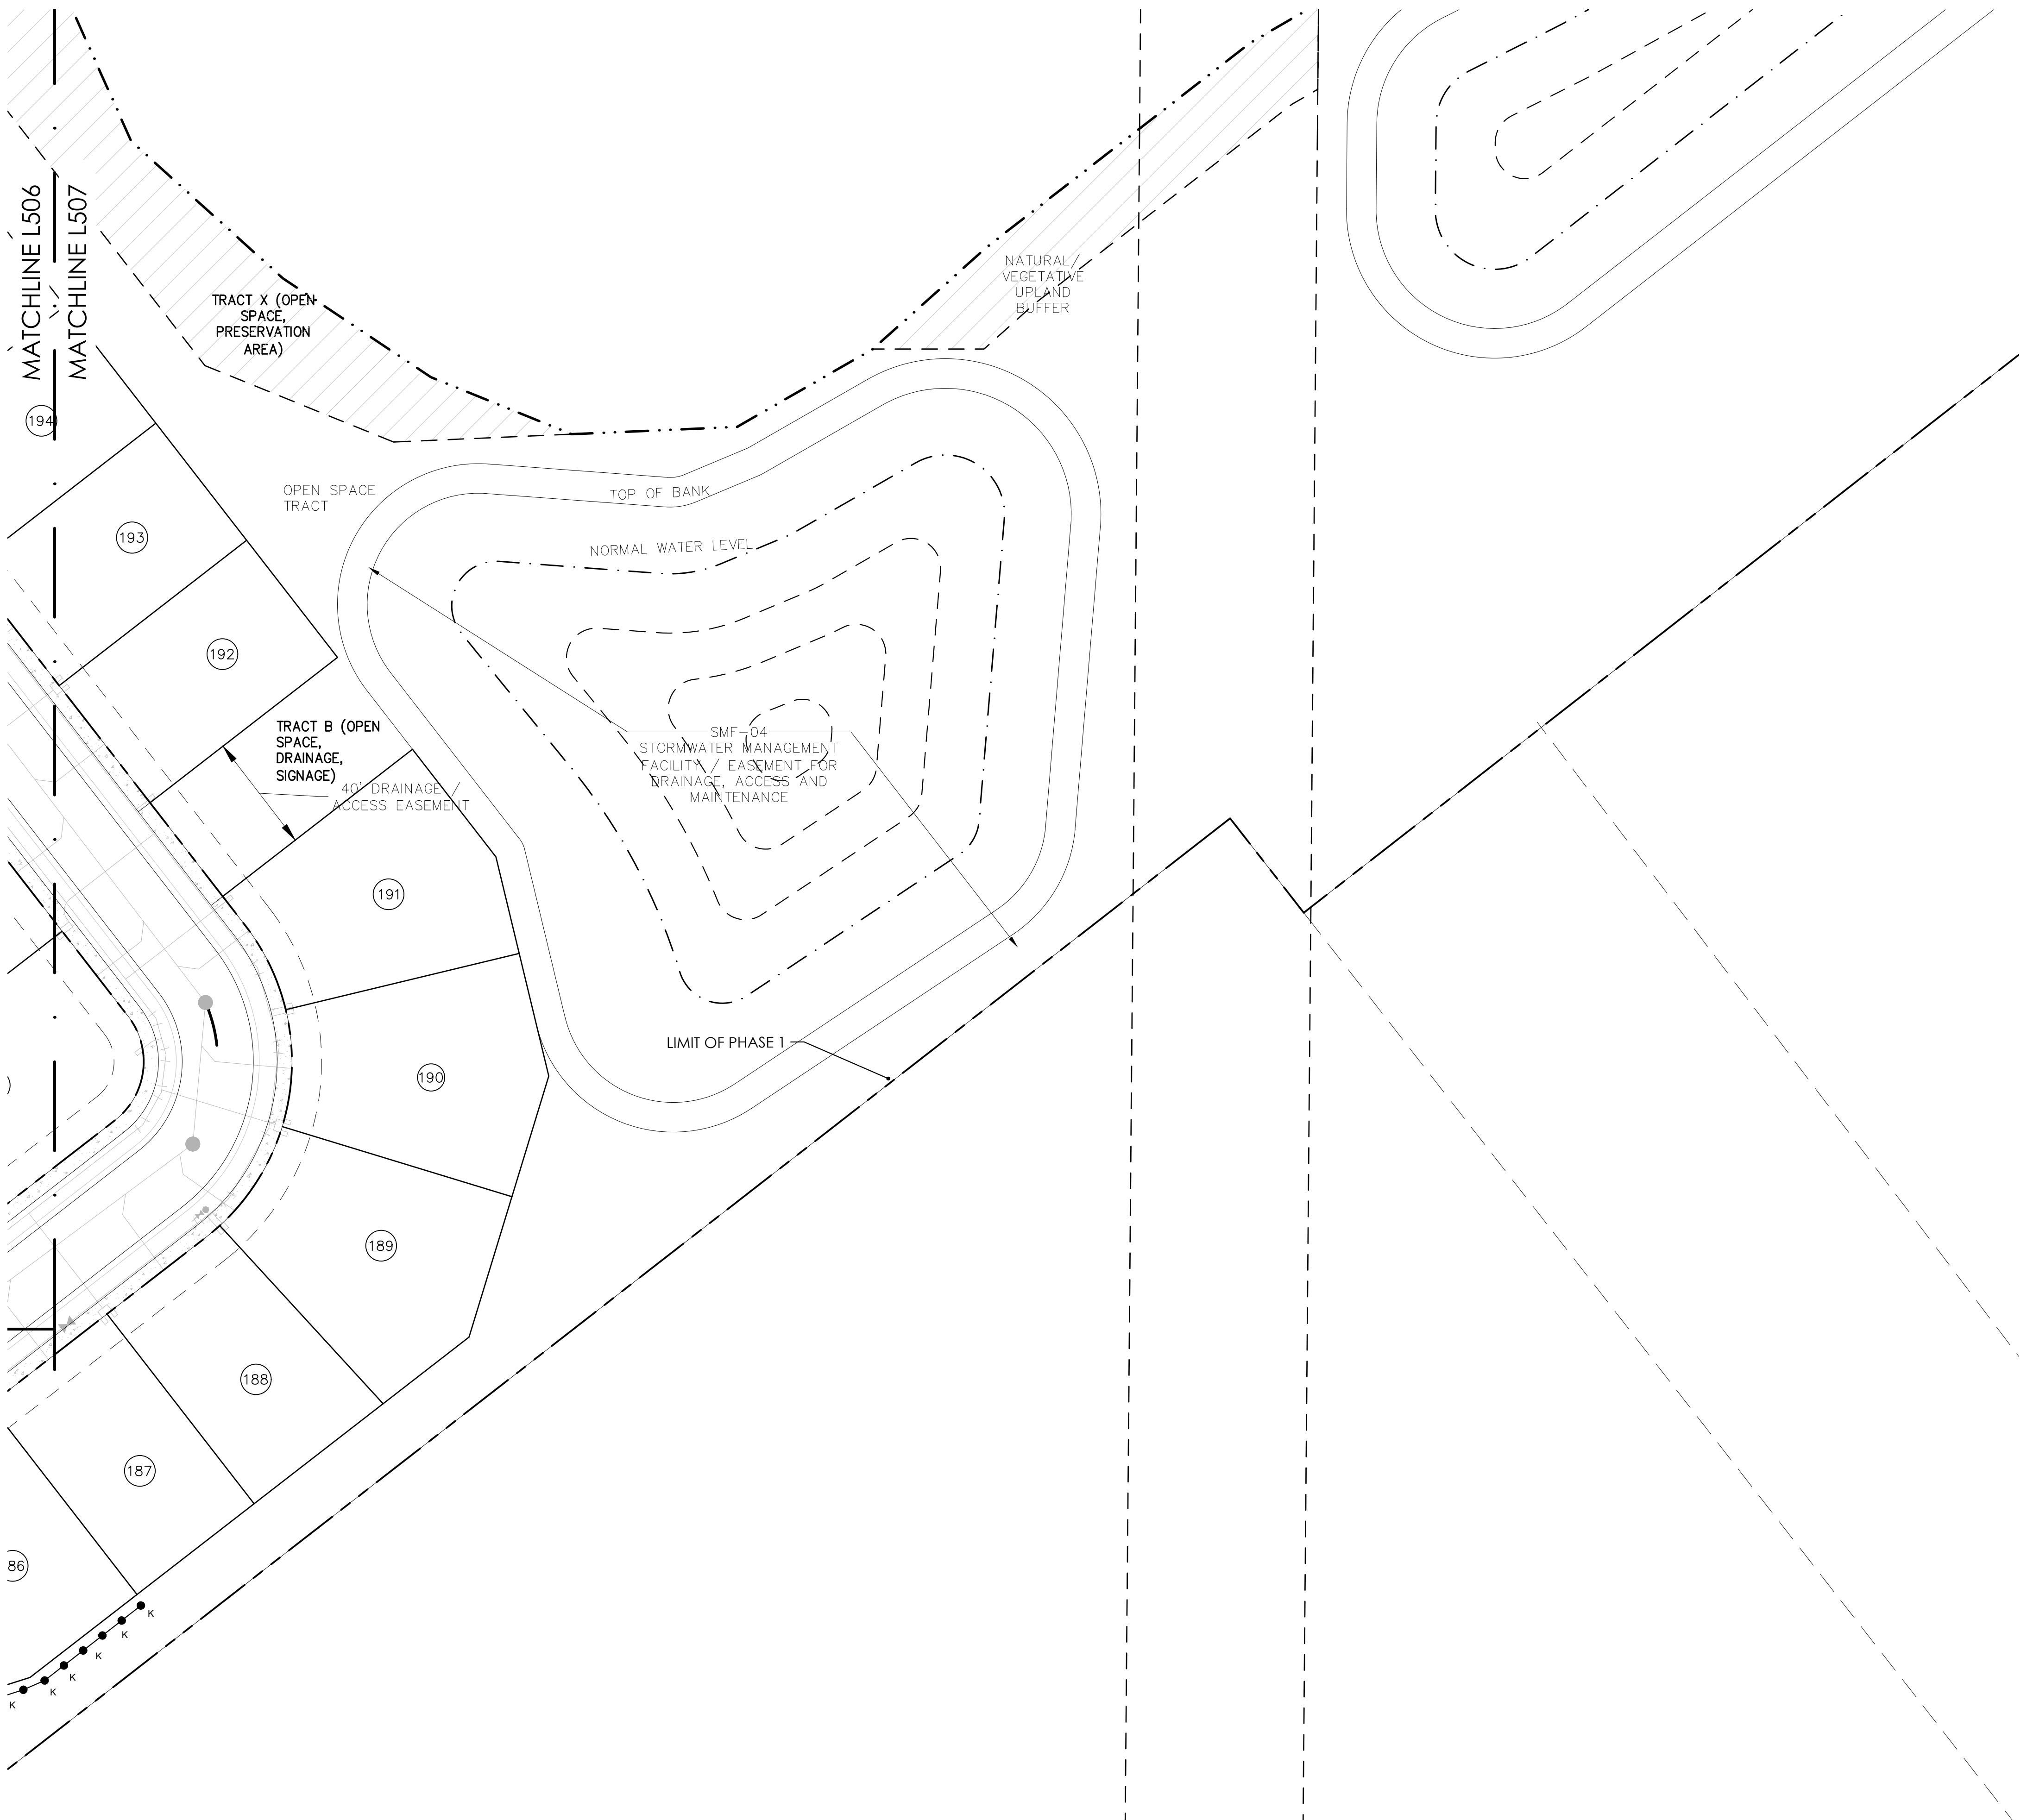 MATCHLINE L506
MATCHLINE L507
NATURAL/
VEGETATIVE
UPLAND
BUFFER
TRACT X (OPEN
SPACE,
PRESERVATION
AREA)
194
OPEN SPACE
TRACT
TOP OF BANK
193
NORMAL WATER LEVEL
192
TRACT B (OPEN
SPACE,
DRAINAGE,
SIGNAGE)
40' DRAINAGE /
ACCESS EASEMENT
SMF-04
STORMWATER MANAGEMENT
FACILITY / EASEMENT FOR
DRAINAGE, ACCESS AND
MAINTENANCE
191
LIMIT OF PHASE 1
190
189
188
187
86
K
K
K
K
K
K